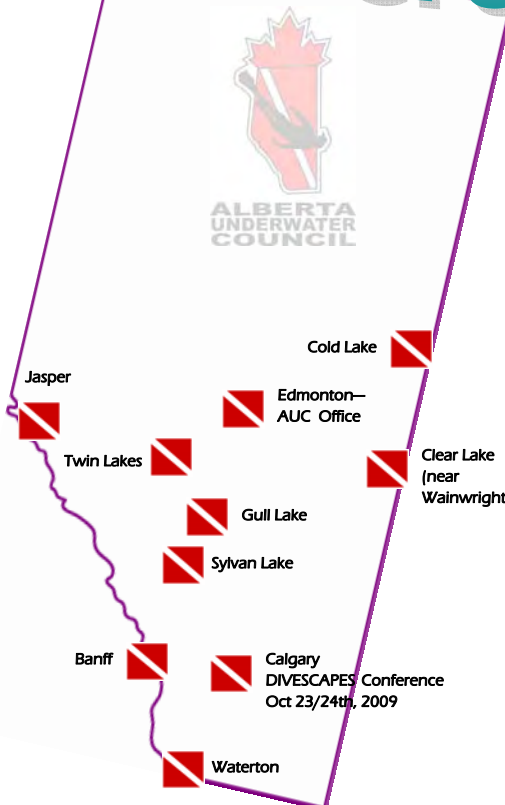 ALBERTA
UNDERWATER
COUNCIL
Cold Lake
Jasper
Edmonton—
AUC Office
Twin Lakes
Clear Lake
(near
Wainwright
Gull Lake
Sylvan Lake
Banff
Calgary
DIVESCAPES Conference
Oct 23/24th, 2009
Waterton